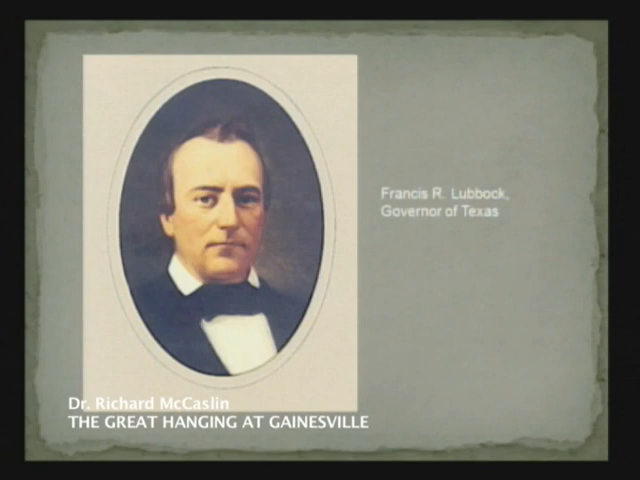 Francis R. Lubbock,
Governor of Texas
Dr. Richard McCaslin
THE GREAT HANGING AT GAINESVILLE